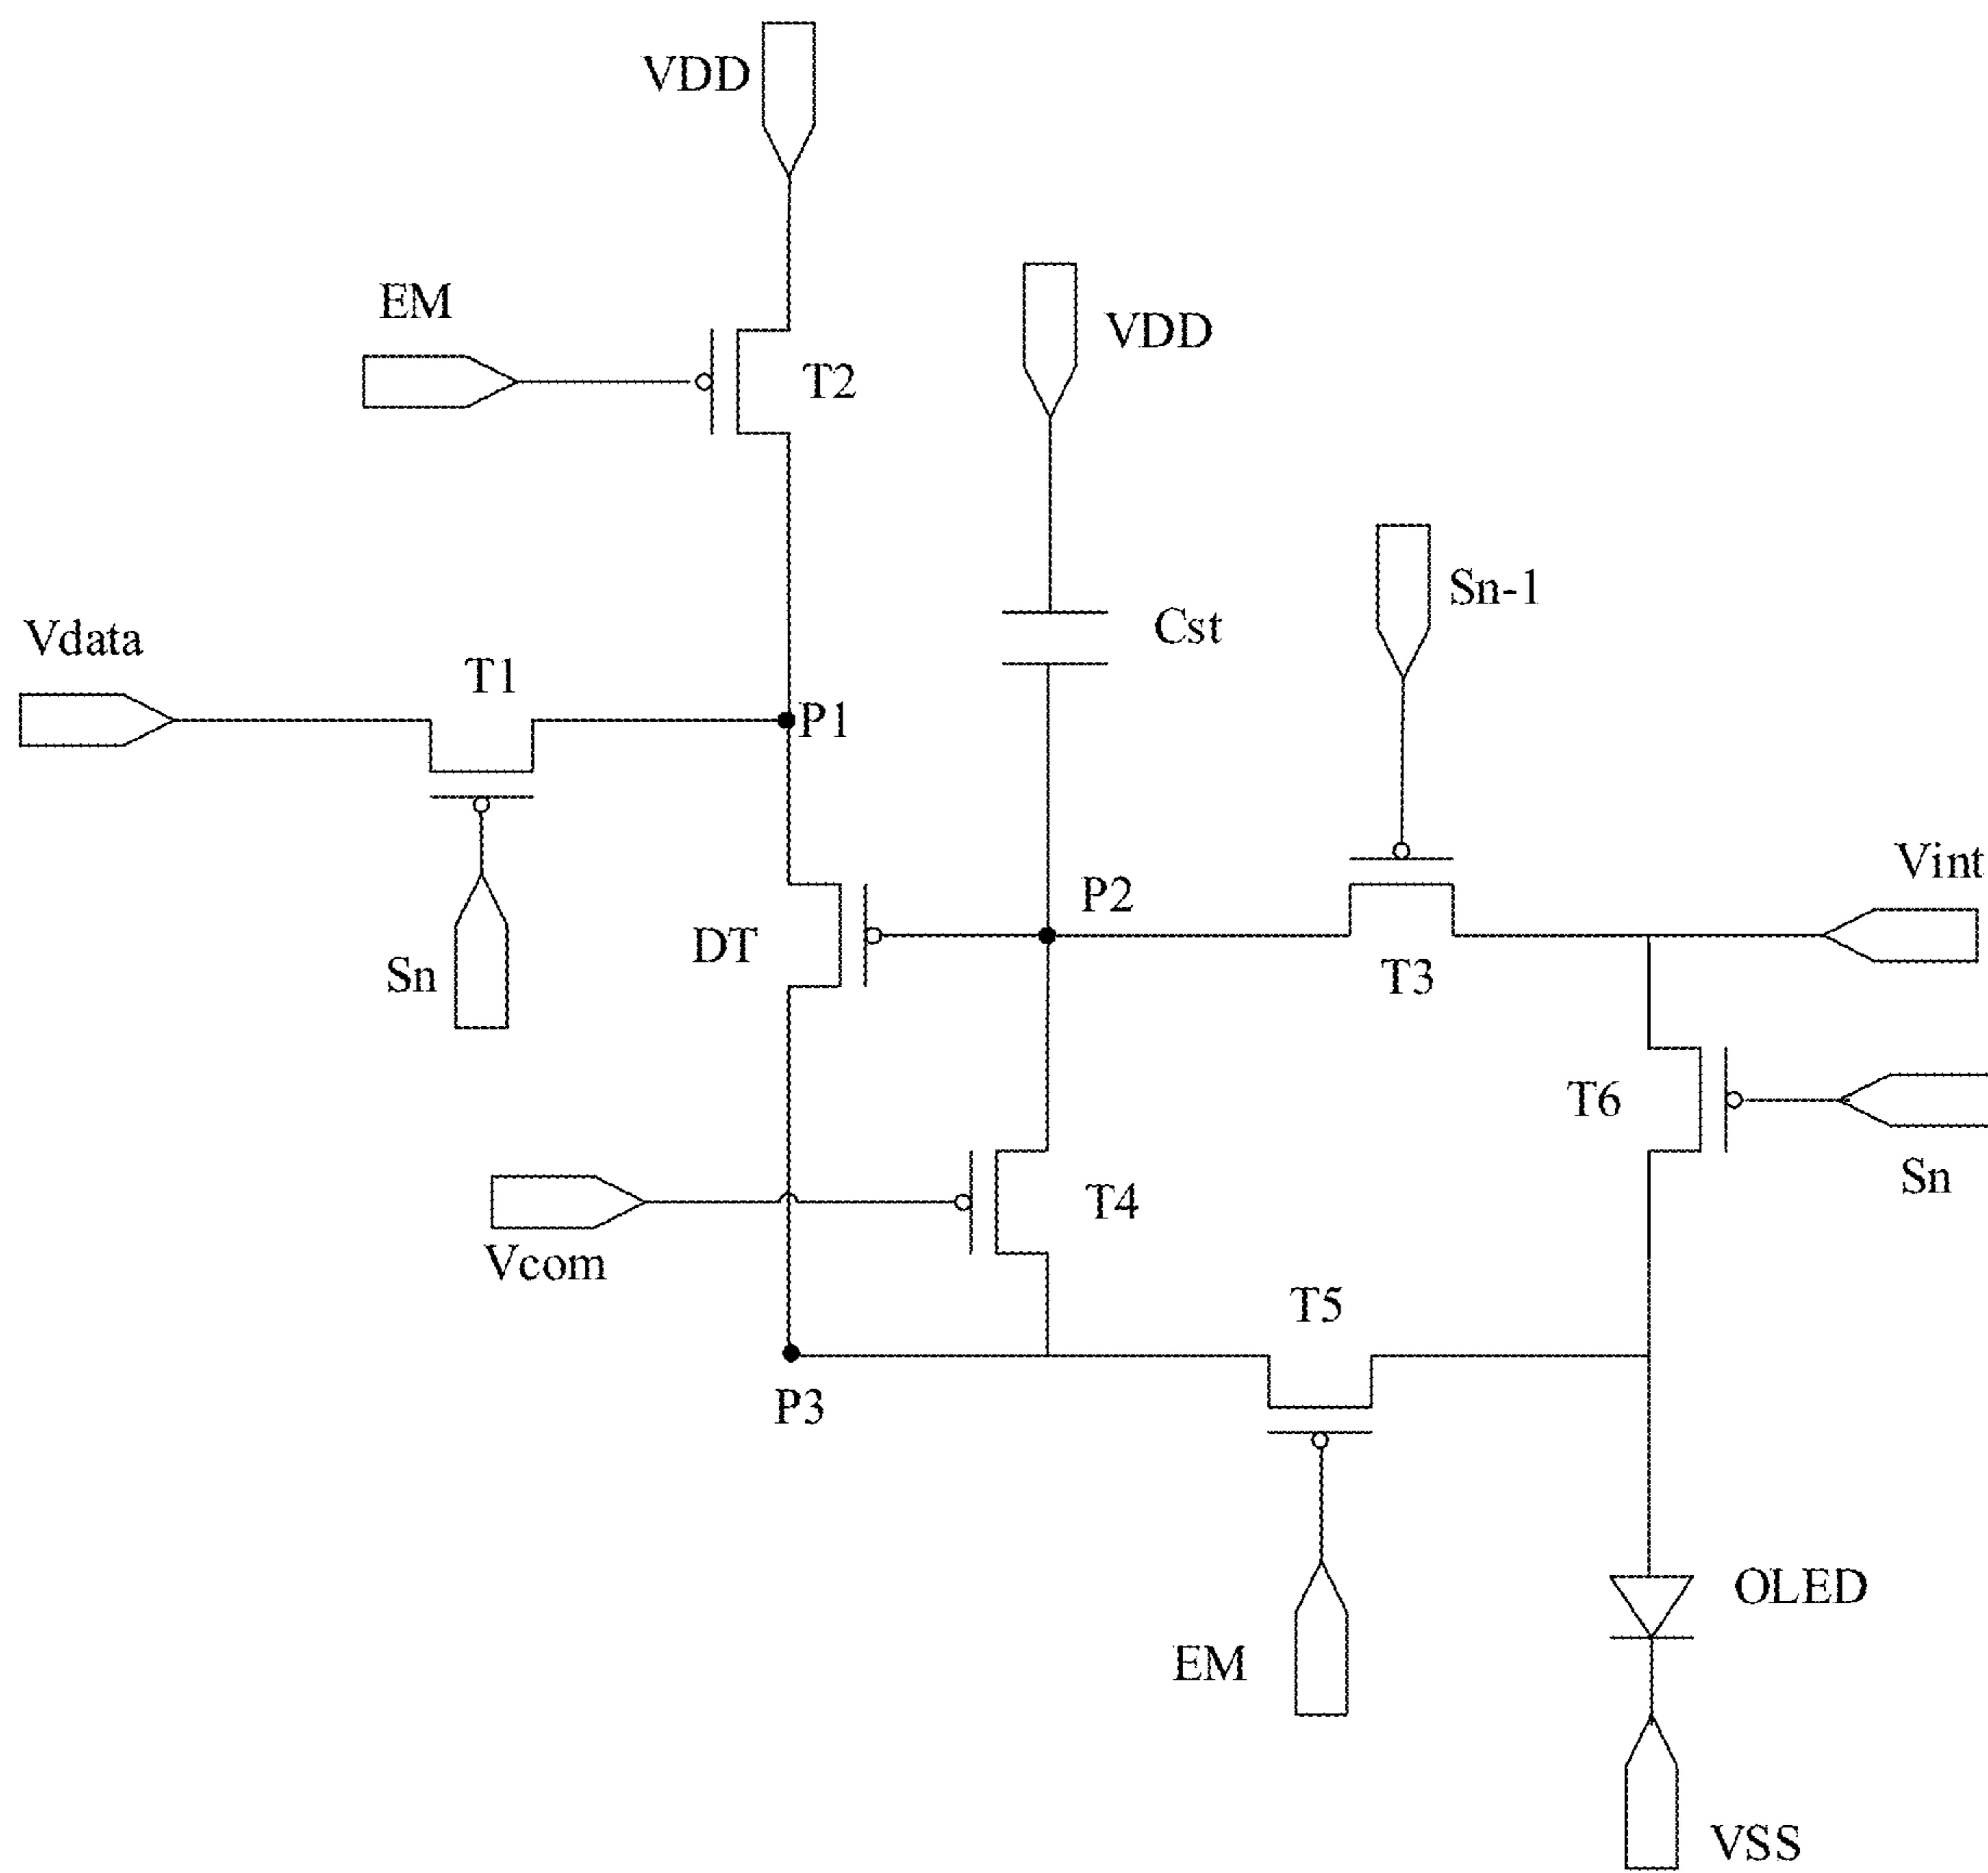 VDD
EM
T2
VDD
Sn-1
Cst
Vdata
T1
P1
Vint
P2
DT
T3
Sn
T6
Sn
T4
Vcom
T5
P3
OLED
EM
VSS